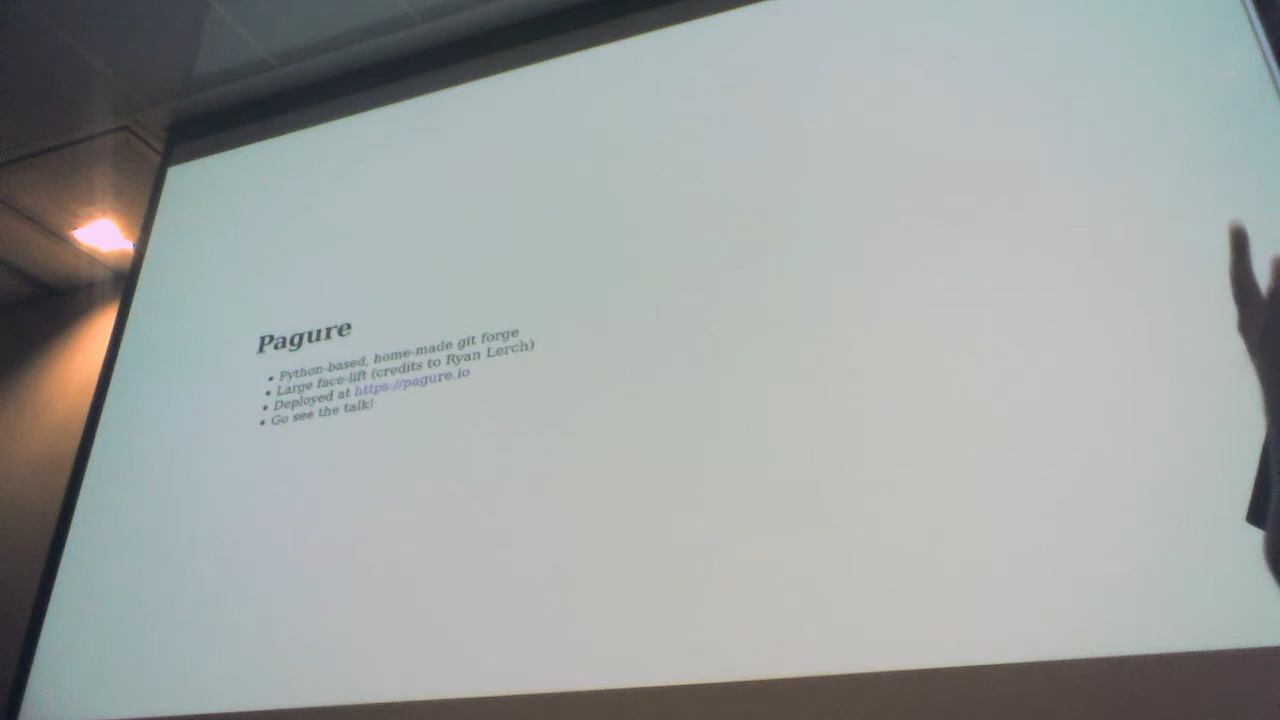 Pagure
• Python-based, home-made git forge
• Large face-lift (credits to Ryan Lerch)
• Deployed at https://pagure.io
• Go see the talk!